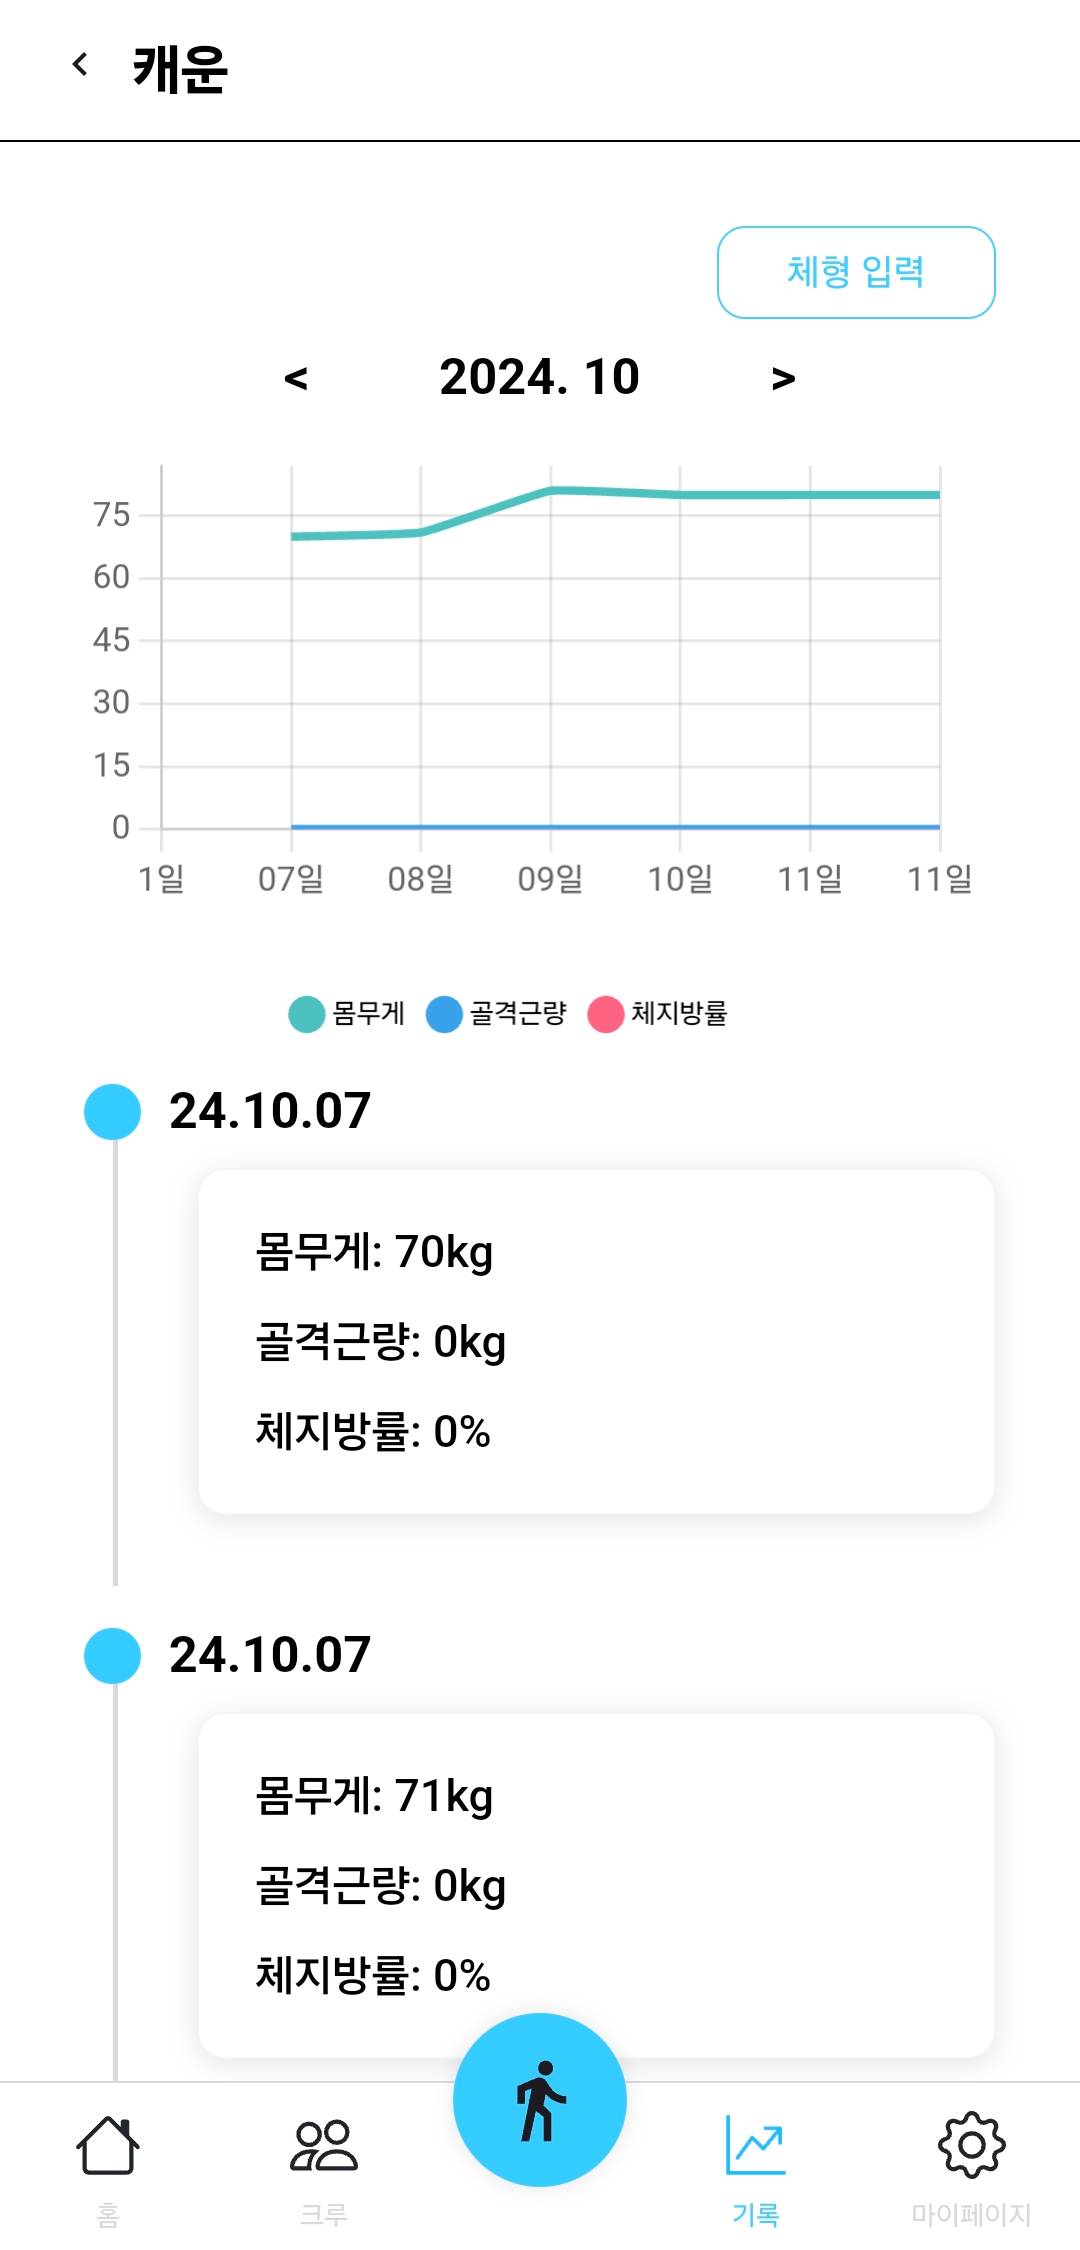 캐운
체형 입력
< 2024. 10 >
75
60
45
30
15
0
1일 07일 08일 09일 10일 11일 11일
몸무게 골격근량 체지방률
24.10.07
몸무게: 70kg
골격근량: 0kg
체지방률: 0%
24.10.07
몸무게: 71kg
골격근량: 0kg
체지방률: 0%
홈 크루 기록 마이페이지